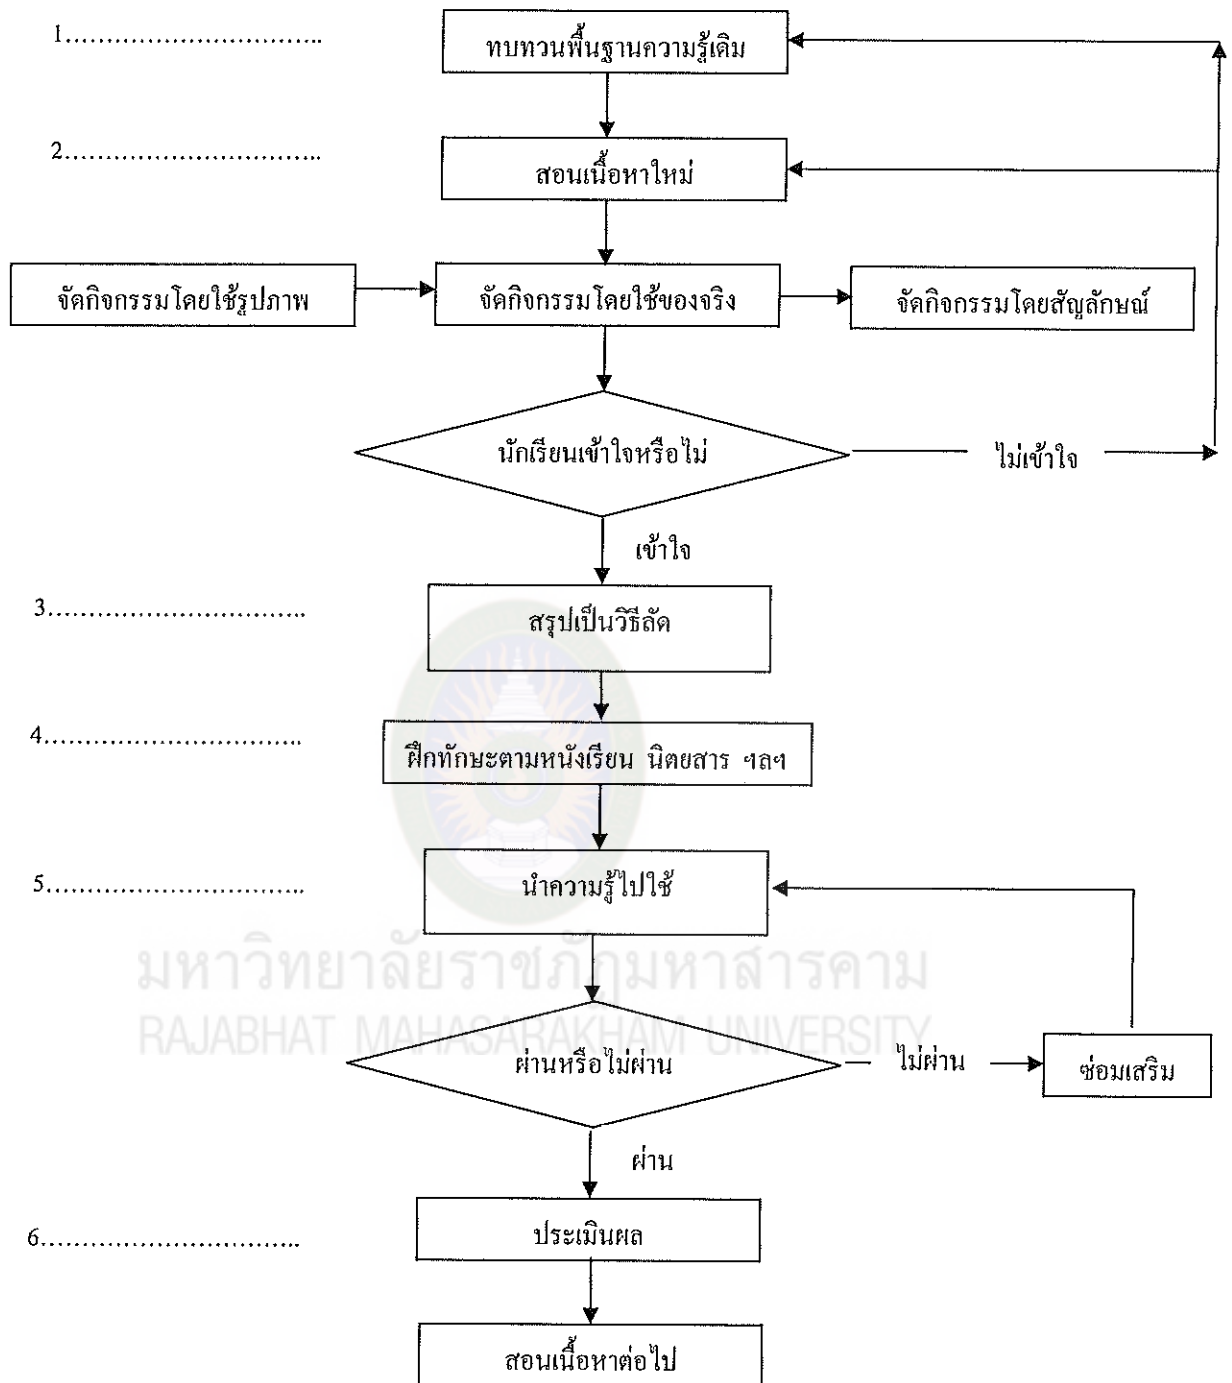 1................................ ทบทวนพื้นฐานความรู้เดิม
2................................ สอนเนื้อหาใหม่
จัดกิจกรรมโดยใช้รูปภาพ จัดกิจกรรมโดยใช้ของจริง จัดกิจกรรมโดยสัญลักษณ์
นักเรียนเข้าใจหรือไม่ ไม่เข้าใจ
เข้าใจ
3................................ สรุปเป็นวิธีลัด
4................................ ฝึกทักษะตามหนังเรียน นิตยสาร ฯลฯ
5................................ นำความรู้ไปใช้
มหาวิทยาลัยราชภัฏมหาสารคาม
RAJABHAT MAHASARAKHAM UNIVERSITY
ผ่านหรือไม่ผ่าน ไม่ผ่าน ซ่อมเสริม
ผ่าน
6................................ ประเมินผล
สอนเนื้อหาต่อไป